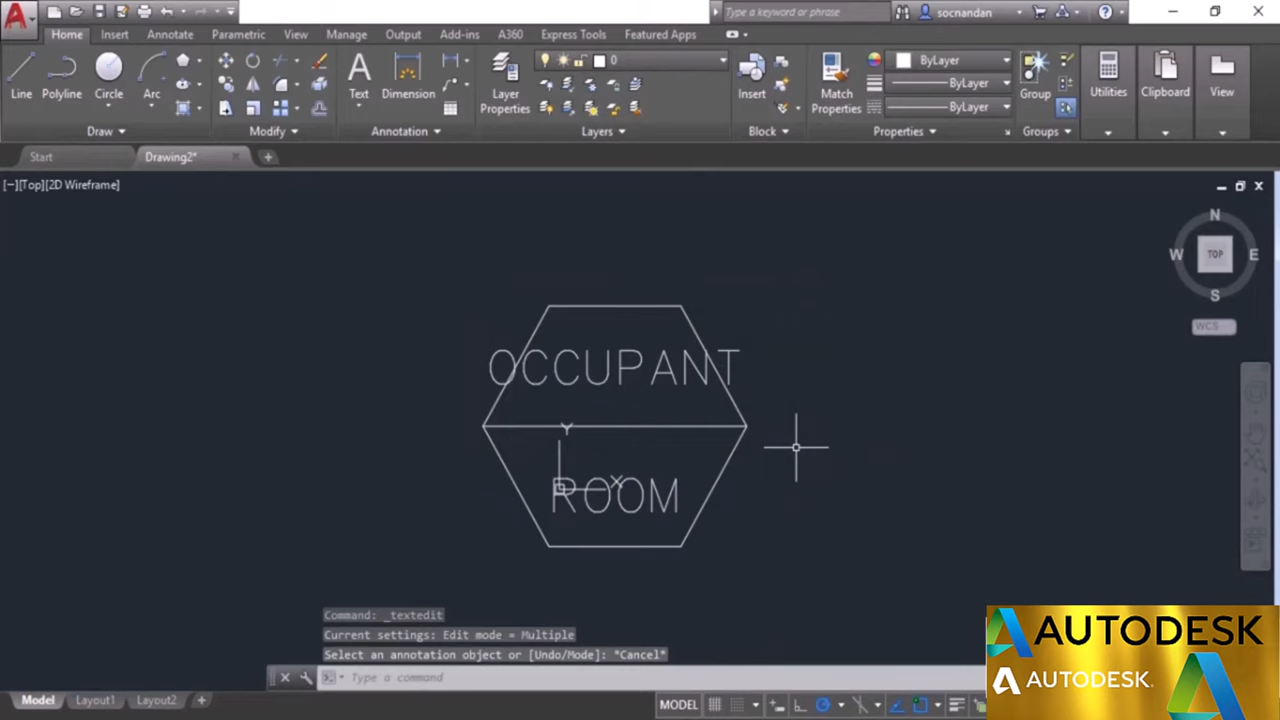 Type a keyword or phrase
socnandan
Home Insert Annotate Parametric View Manage Output Add-ins A360 Express Tools Featured Apps
0
ByLayer
Line Polyline Circle Arc Text Dimension Layer Properties Insert Match Properties ByLayer Group Utilities Clipboard View
ByLayer
Draw Modify Annotation Layers Block Properties Groups
Start Drawing2*
[−][Top][2D Wireframe]
N
W TOP E
S
WCS
OCCUPANT
Y
X
ROOM
Command: _textedit
Current settings: Edit mode = Multiple
Select an annotation object or [Undo/Mode]: *Cancel*
Type a command
Model Layout1 Layout2 +
MODEL
AUTODESK
AUTODESK.